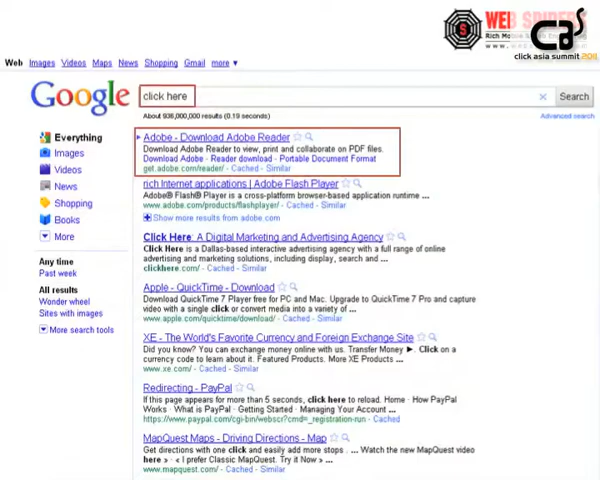 WEB SPIDERS
click asia summit 2011
Web Images Videos Maps News Shopping Gmail more ▼
Google
click here
× Search
About 936,000,000 results (0.19 seconds)
Advanced search
Everything
Images
Videos
News
Shopping
Books
More
Any time
Past week
All results
Wonder wheel
Sites with images
More search tools
Adobe - Download Adobe Reader
Download Adobe Reader to view, print and collaborate on PDF files.
Download Adobe - Reader download - Portable Document Format
get.adobe.com/reader/ - Cached - Similar
rich Internet applications | Adobe Flash Player
Adobe® Flash® Player is a cross-platform browser-based application runtime ...
www.adobe.com/products/flashplayer/ - Cached - Similar
Show more results from adobe.com
Click Here: A Digital Marketing and Advertising Agency
Click Here is a Dallas-based interactive advertising agency with a full range of online
advertising and marketing solutions, including display, search and ...
clickhere.com/ - Cached - Similar
Apple - QuickTime - Download
Download QuickTime 7 Player free for PC and Mac. Upgrade to QuickTime 7 Pro and capture
video with a single click or convert media into a variety of ...
www.apple.com/quicktime/download/ - Cached - Similar
XE - The World's Favorite Currency and Foreign Exchange Site
Did you know? You can exchange money online with us. Transfer Money ►. Click on a
currency code to learn about it. Featured Products. More XE Products ...
www.xe.com/ - Cached - Similar
Redirecting - PayPal
If this page appears for more than 5 seconds, click here to reload. Home · How PayPal
Works · What is PayPal · Getting Started · Managing Your Account ...
https://www.paypal.com/cgi-bin/webscr?cmd=_registration-run - Cached
MapQuest Maps - Driving Directions - Map
Get directions with one click and easily add more stops . ... Watch the new MapQuest video
here » · « I prefer Classic MapQuest. Try it Now » ...
www.mapquest.com/ - Cached - Similar